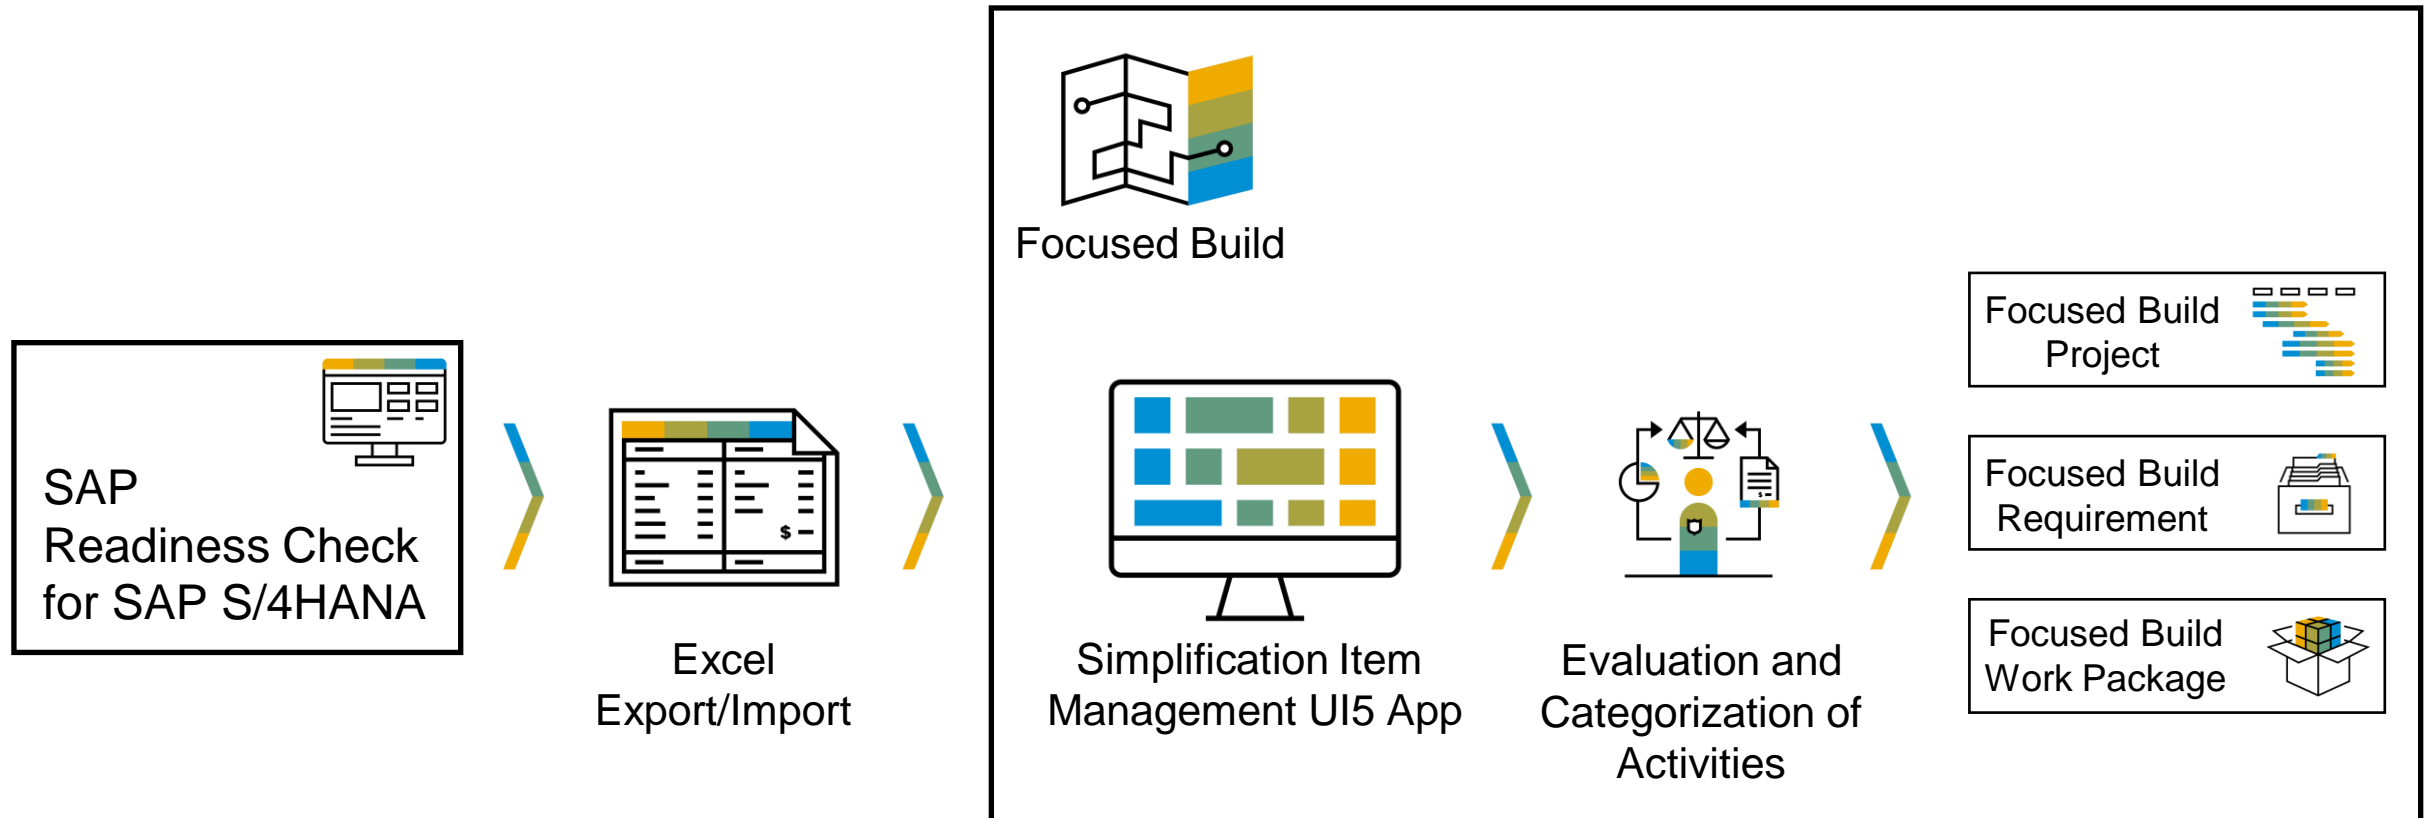 Focused Build
SAP
Readiness Check
for SAP S/4HANA
$
Excel
Export/Import
Simplification Item
Management UI5 App
$
Evaluation and
Categorization of
Activities
Focused Build
Project
Focused Build
Requirement
Focused Build
Work Package